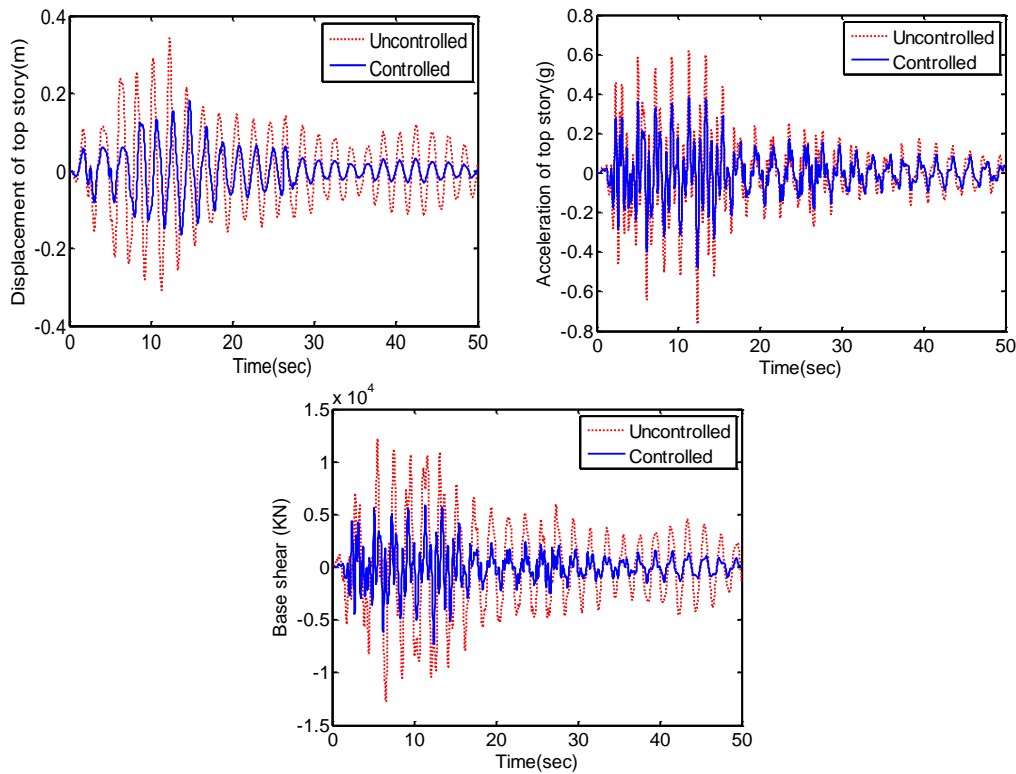 Displacement of top story(m)
0.4
0.2
0
-0.2
-0.4
Uncontrolled
Controlled
0 10 20 30 40 50
Time(sec)
Acceleration of top story(g)
0.8
0.6
0.4
0.2
0
-0.2
-0.4
-0.6
-0.8
Uncontrolled
Controlled
0 10 20 30 40 50
Time(sec)
Base shear (KN)
x 10^4
1.5
1
0.5
0
-0.5
-1
-1.5
Uncontrolled
Controlled
0 10 20 30 40 50
Time(sec)